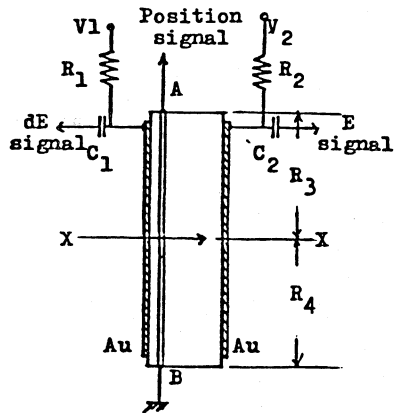 Position
signal
V1
V2
R1
R2
A
dE
signal
C1
C2
E
signal
R3
X
X
R4
Au
Au
B